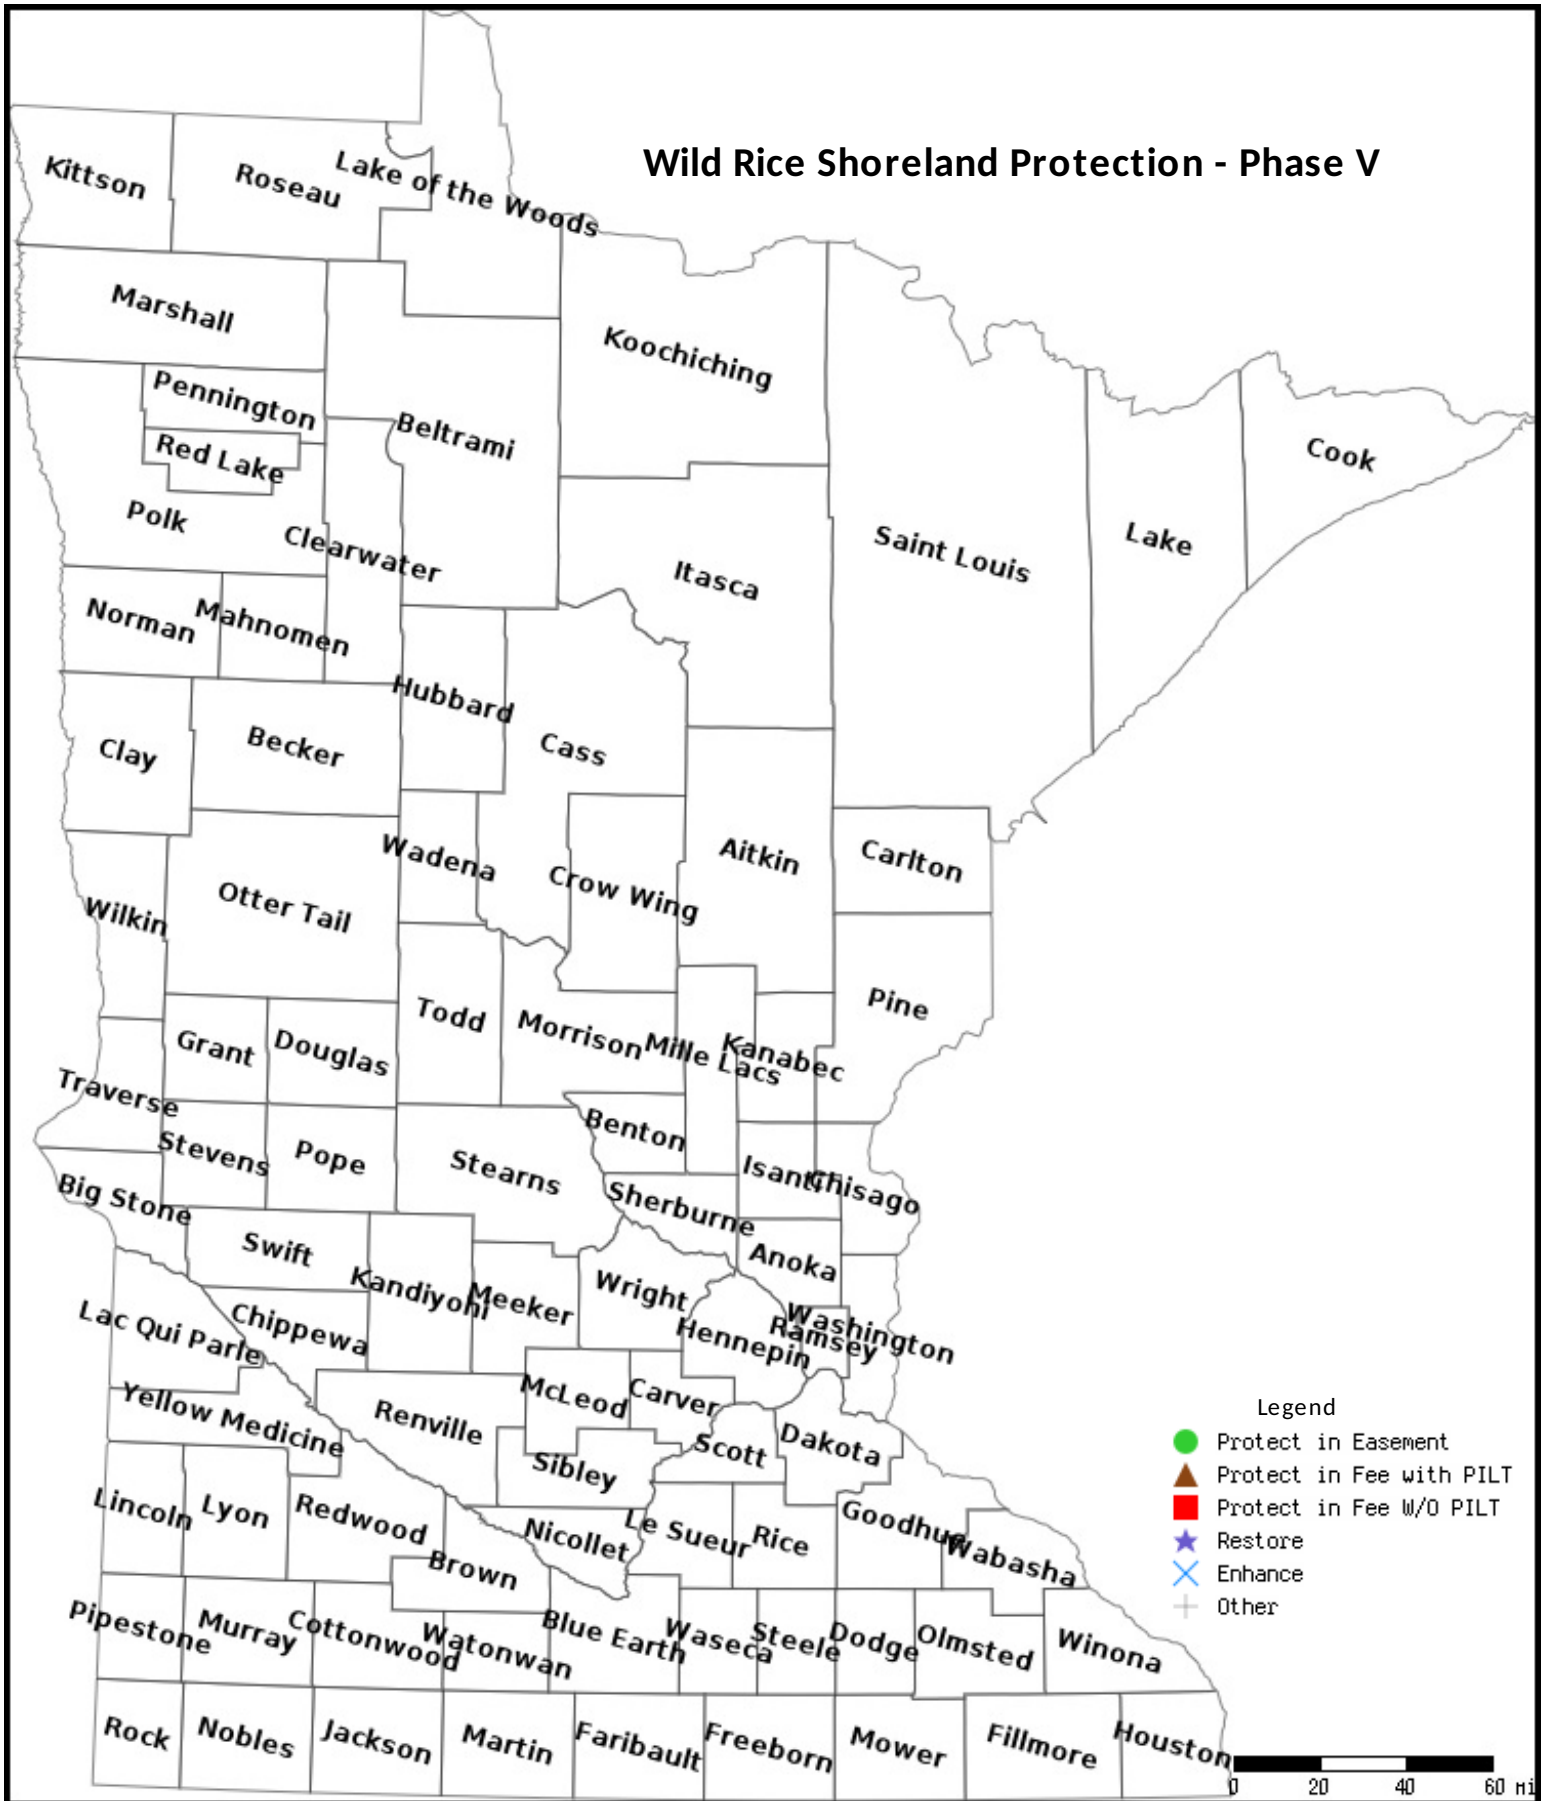 Wild Rice Shoreland Protection - Phase V
Kittson
Roseau
Lake of the Woods
Marshall
Koochiching
Pennington
Beltrami
Red Lake
Cook
Polk
Clearwater
Saint Louis
Lake
Itasca
Norman
Mahnomen
Hubbard
Clay
Becker
Cass
Wadena
Aitkin
Carlton
Crow Wing
Wilkin
Otter Tail
Pine
Todd
Morrison
Mille Lacs
Kanabec
Grant
Douglas
Traverse
Benton
Stevens
Pope
Stearns
Isanti
Chisago
Big Stone
Sherburne
Swift
Anoka
Kandiyohi
Meeker
Wright
Lac Qui Parle
Chippewa
Hennepin
Ramsey
Washington
Yellow Medicine
Renville
McLeod
Carver
Scott
Dakota
Sibley
Lincoln
Lyon
Redwood
Nicollet
Le Sueur
Rice
Goodhue
Wabasha
Brown
Pipestone
Murray
Cottonwood
Watonwan
Blue Earth
Waseca
Steele
Dodge
Olmsted
Winona
Rock
Nobles
Jackson
Martin
Faribault
Freeborn
Mower
Fillmore
Houston
Legend
Protect in Easement
Protect in Fee with PILT
Protect in Fee W/O PILT
Restore
Enhance
Other
0 20 40 60 mi